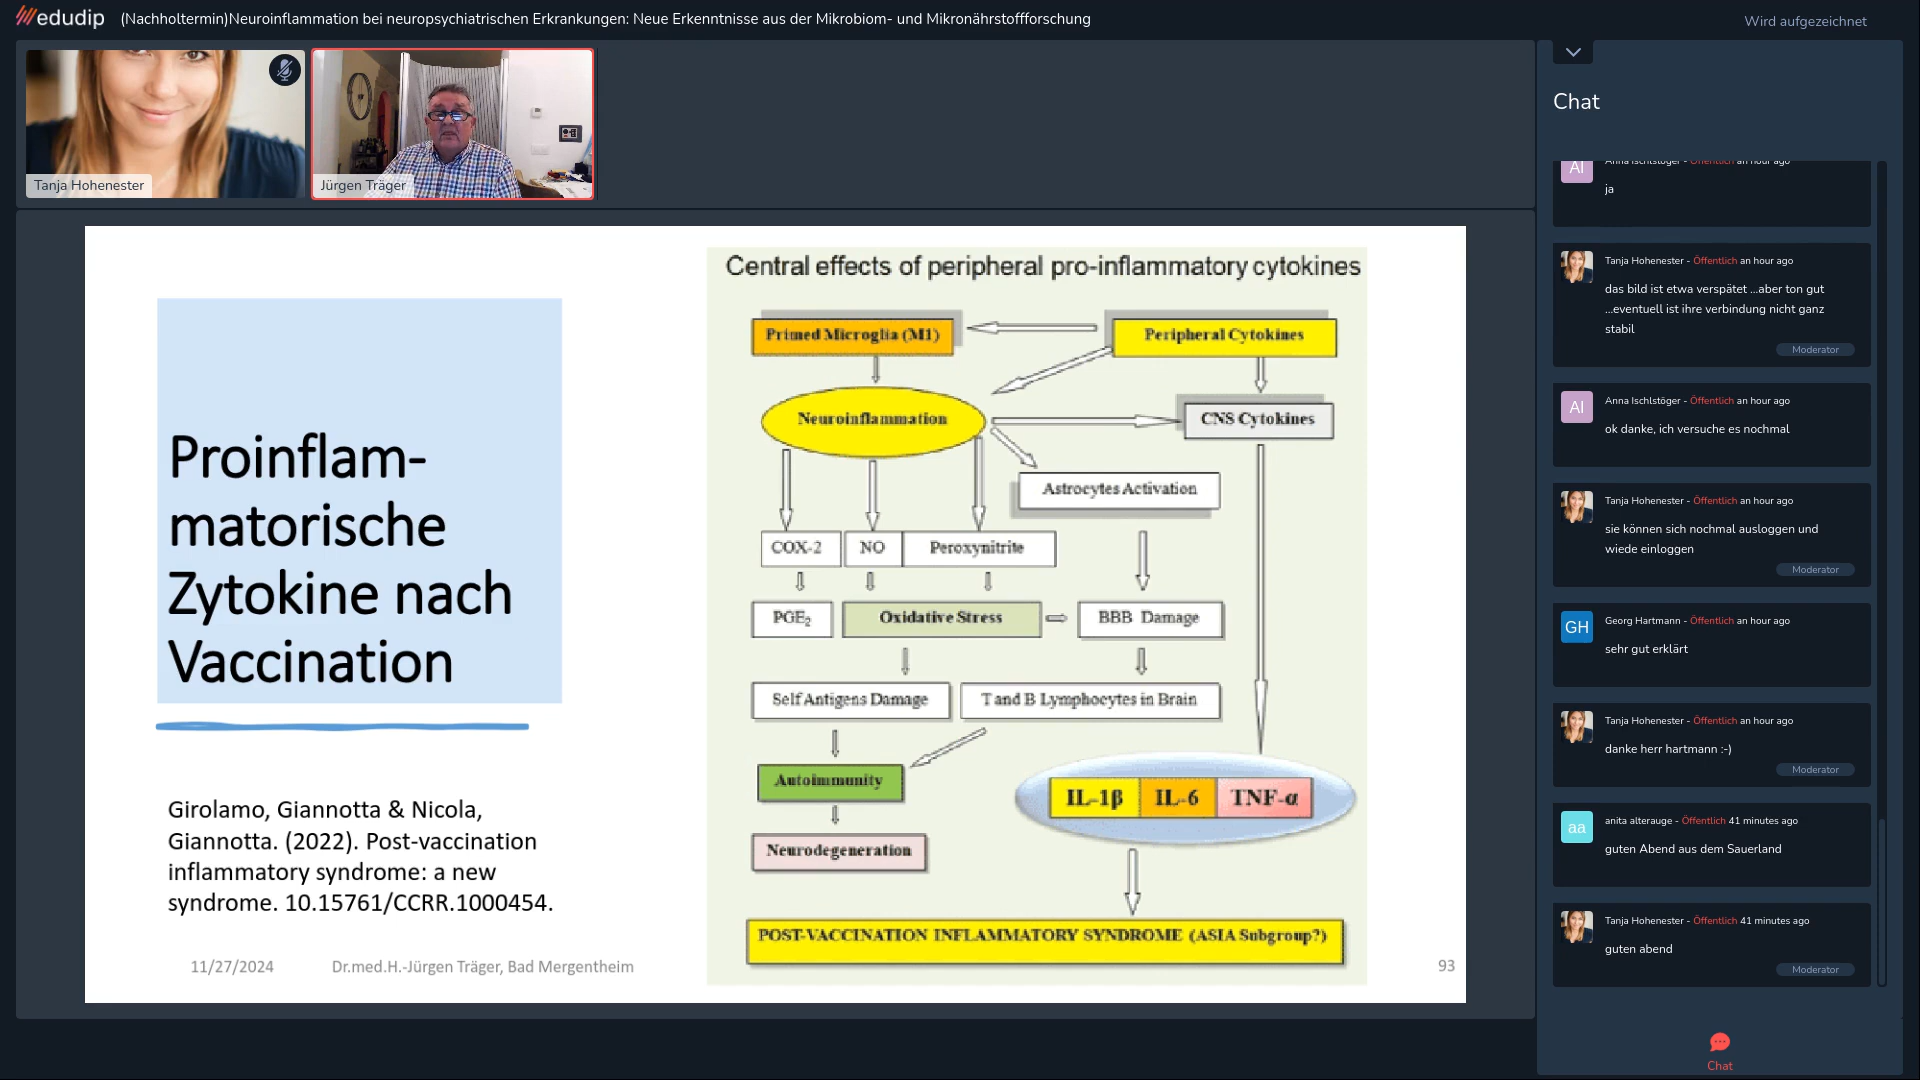 edudip
(Nachholtermin)Neuroinflammation bei neuropsychiatrischen Erkrankungen: Neue Erkenntnisse aus der Mikrobiom- und Mikronährstoffforschung
Wird aufgezeichnet
Tanja Hohenester
Jürgen Träger
Proinflam-
matorische
Zytokine nach
Vaccination
Girolamo, Giannotta & Nicola,
Giannotta. (2022). Post-vaccination
inflammatory syndrome: a new
syndrome. 10.15761/CCRR.1000454.
11/27/2024
Dr.med.H.-Jürgen Träger, Bad Mergentheim
93
Central effects of peripheral pro-inflammatory cytokines
Primed Microglia (M1)
Peripheral Cytokines
Neuroinflammation
CNS Cytokines
Astrocytes Activation
COX-2
NO
Peroxynitrite
PGE₂
Oxidative Stress
BBB Damage
Self Antigens Damage
T and B Lymphocytes in Brain
Autoimmunity
IL-1β
IL-6
TNF-α
Neurodegeneration
POST-VACCINATION INFLAMMATORY SYNDROME (ASIA Subgroup?)
Chat
AI
Anna Ischlstöger - Öffentlich an hour ago
ja
Tanja Hohenester - Öffentlich an hour ago
das bild ist etwa verspätet ...aber ton gut
...eventuell ist ihre verbindung nicht ganz
stabil
Moderator
AI
Anna Ischlstöger - Öffentlich an hour ago
ok danke, ich versuche es nochmal
Tanja Hohenester - Öffentlich an hour ago
sie können sich nochmal ausloggen und
wiede einloggen
Moderator
GH
Georg Hartmann - Öffentlich an hour ago
sehr gut erklärt
Tanja Hohenester - Öffentlich an hour ago
danke herr hartmann :-)
Moderator
aa
anita alterauge - Öffentlich 41 minutes ago
guten Abend aus dem Sauerland
Tanja Hohenester - Öffentlich 41 minutes ago
guten abend
Moderator
Chat